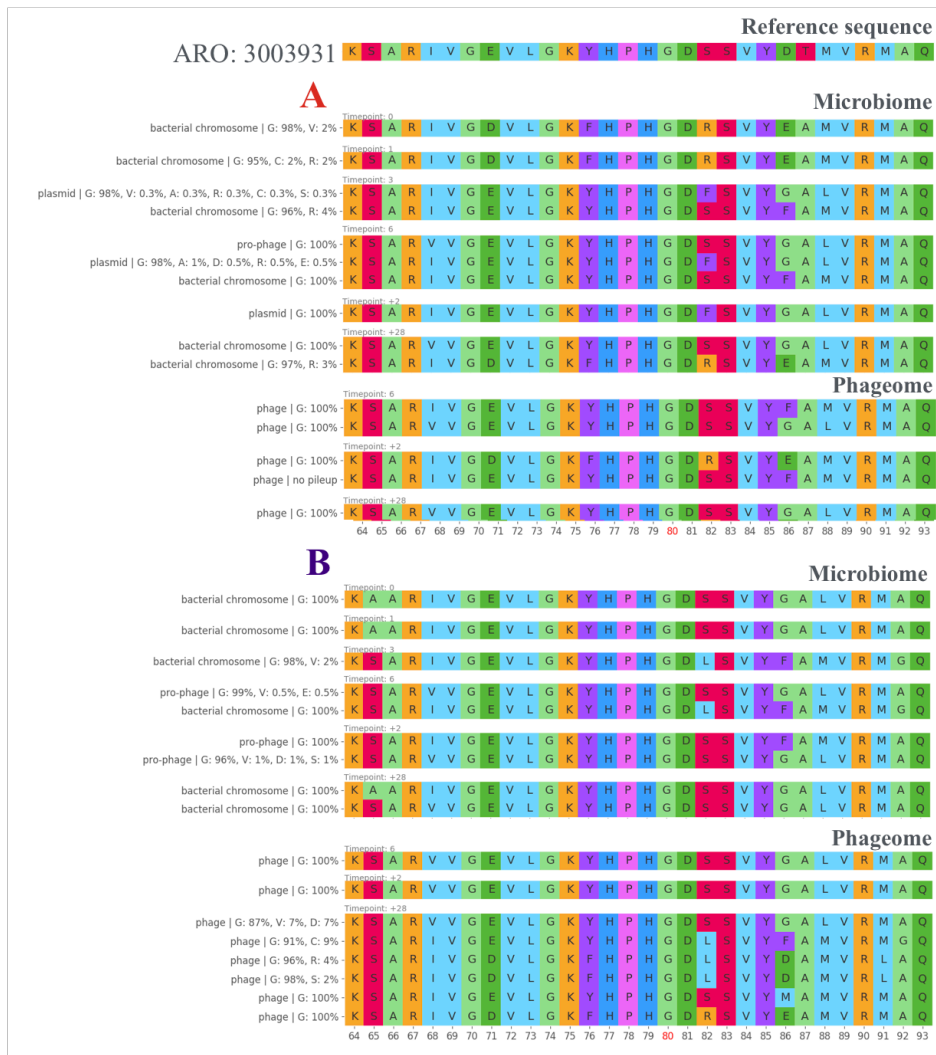 Reference sequence
ARO: 3003931 K S A R I V G E V L G K Y H P H G D S S V Y D T M V R M A Q
A
Microbiome
Timepoint: 0
bacterial chromosome | G: 98%, V: 2% K S A R I V G D V L G K F H P H G D R S V Y E A M V R M A Q
Timepoint: 1
bacterial chromosome | G: 95%, C: 2%, R: 2% K S A R I V G D V L G K F H P H G D R S V Y E A M V R M A Q
Timepoint: 3
plasmid | G: 98%, V: 0.3%, A: 0.3%, R: 0.3%, C: 0.3%, S: 0.3% K S A R I V G E V L G K Y H P H G D F S V Y G A L V R M A Q
bacterial chromosome | G: 96%, R: 4% K S A R I V G E V L G K Y H P H G D S S V Y F A M V R M A Q
Timepoint: 6
pro-phage | G: 100% K S A R V V G E V L G K Y H P H G D S S V Y G A L V R M A Q
plasmid | G: 98%, A: 1%, D: 0.5%, R: 0.5%, E: 0.5% K S A R I V G E V L G K Y H P H G D F S V Y G A L V R M A Q
bacterial chromosome | G: 100% K S A R I V G E V L G K Y H P H G D S S V Y F A M V R M A Q
Timepoint: +2
plasmid | G: 100% K S A R I V G E V L G K Y H P H G D F S V Y G A L V R M A Q
Timepoint: +28
bacterial chromosome | G: 100% K S A R V V G E V L G K Y H P H G D S S V Y G A L V R M A Q
bacterial chromosome | G: 97%, R: 3% K S A R I V G D V L G K F H P H G D R S V Y E A M V R M A Q
Phageome
Timepoint: 6
phage | G: 100% K S A R I V G E V L G K Y H P H G D S S V Y F A M V R M A Q
phage | G: 100% K S A R V V G E V L G K Y H P H G D S S V Y G A L V R M A Q
Timepoint: +2
phage | G: 100% K S A R I V G D V L G K F H P H G D R S V Y E A M V R M A Q
phage | no pileup K S A R I V G E V L G K Y H P H G D S S V Y F A M V R M A Q
Timepoint: +28
phage | G: 100% K S A R V V G E V L G K Y H P H G D S S V Y G A L V R M A Q
64 65 66 67 68 69 70 71 72 73 74 75 76 77 78 79 80 81 82 83 84 85 86 87 88 89 90 91 92 93
B
Microbiome
Timepoint: 0
bacterial chromosome | G: 100% K A A R I V G E V L G K Y H P H G D S S V Y G A L V R M A Q
Timepoint: 1
bacterial chromosome | G: 100% K A A R I V G E V L G K Y H P H G D S S V Y G A L V R M A Q
Timepoint: 3
bacterial chromosome | G: 98%, V: 2% K S A R I V G E V L G K Y H P H G D L S V Y F A M V R M G Q
Timepoint: 6
pro-phage | G: 99%, V: 0.5%, E: 0.5% K S A R V V G E V L G K Y H P H G D S S V Y G A L V R M A Q
bacterial chromosome | G: 100% K S A R I V G E V L G K Y H P H G D L S V Y F A M V R M G Q
Timepoint: +2
pro-phage | G: 100% K S A R I V G E V L G K Y H P H G D S S V Y F A M V R M A Q
pro-phage | G: 96%, V: 1%, D: 1%, S: 1% K S A R V V G E V L G K Y H P H G D S S V Y G A L V R M A Q
Timepoint: +28
bacterial chromosome | G: 100% K A A R I V G E V L G K Y H P H G D S S V Y G A L V R M A Q
bacterial chromosome | G: 100% K S A R V V G E V L G K Y H P H G D S S V Y G A L V R M A Q
Phageome
Timepoint: 6
phage | G: 100% K S A R V V G E V L G K Y H P H G D S S V Y G A L V R M A Q
Timepoint: +2
phage | G: 100% K S A R V V G E V L G K Y H P H G D S S V Y G A L V R M A Q
Timepoint: +28
phage | G: 87%, V: 7%, D: 7% K S A R V V G E V L G K Y H P H G D S S V Y G A L V R M A Q
phage | G: 91%, C: 9% K S A R I V G E V L G K Y H P H G D L S V Y F A M V R M G Q
phage | G: 96%, R: 4% K S A R I V G D V L G K F H P H G D L S V Y D A M V R L A Q
phage | G: 98%, S: 2% K S A R I V G D V L G K F H P H G D L S V Y D A M V R L A Q
phage | G: 100% K S A R I V G E V L G K Y H P H G D S S V Y M A M V R M A Q
phage | G: 100% K S A R I V G D V L G K F H P H G D R S V Y E A M V R M A Q
64 65 66 67 68 69 70 71 72 73 74 75 76 77 78 79 80 81 82 83 84 85 86 87 88 89 90 91 92 93